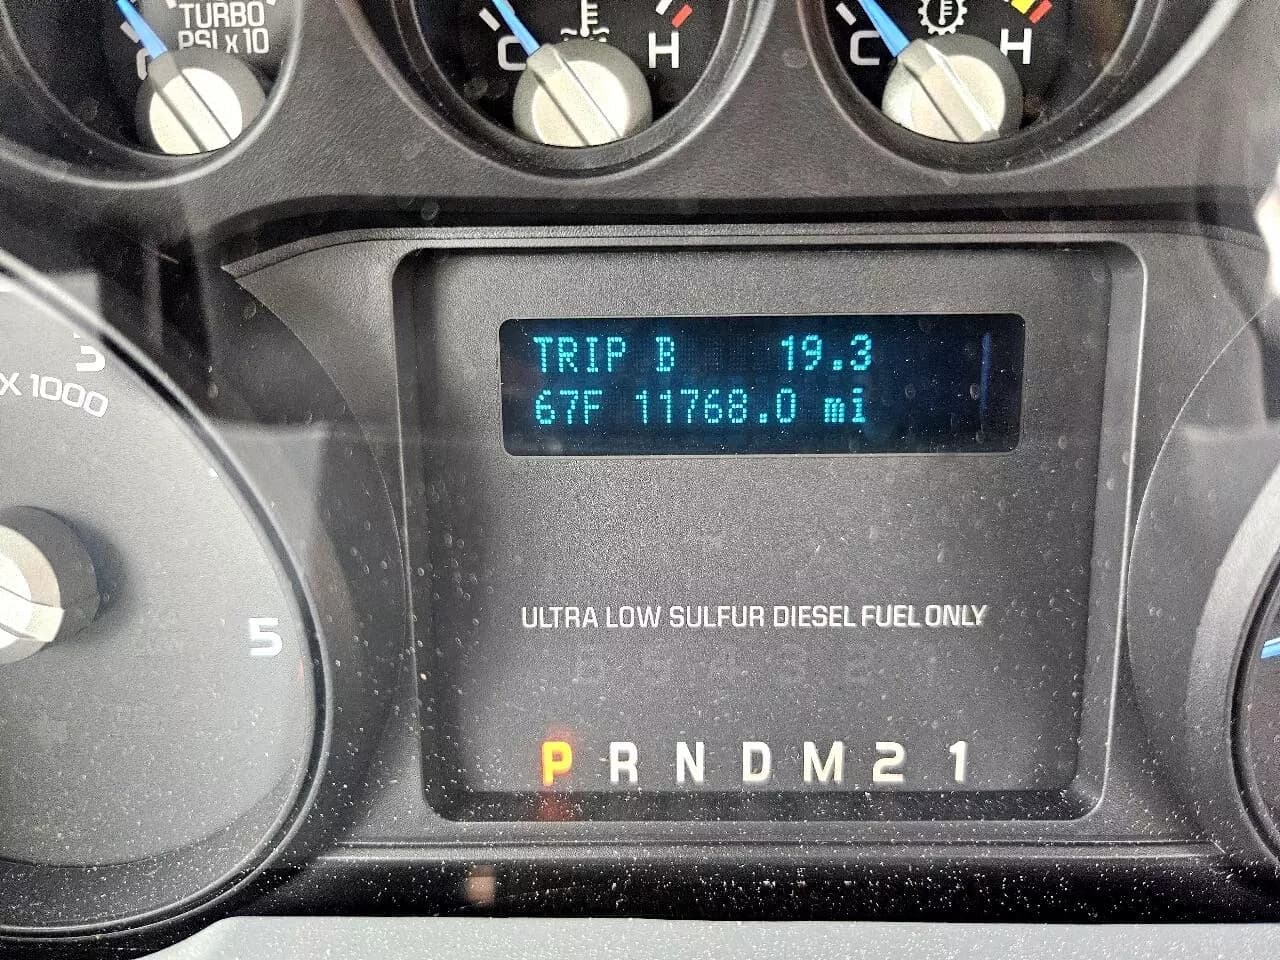 TURBO
PSI x 10
C H
C H
TRIP B 19.3
67F 11768.0 mi
3
X 1000
5
ULTRA LOW SULFUR DIESEL FUEL ONLY
P R N D M 2 1